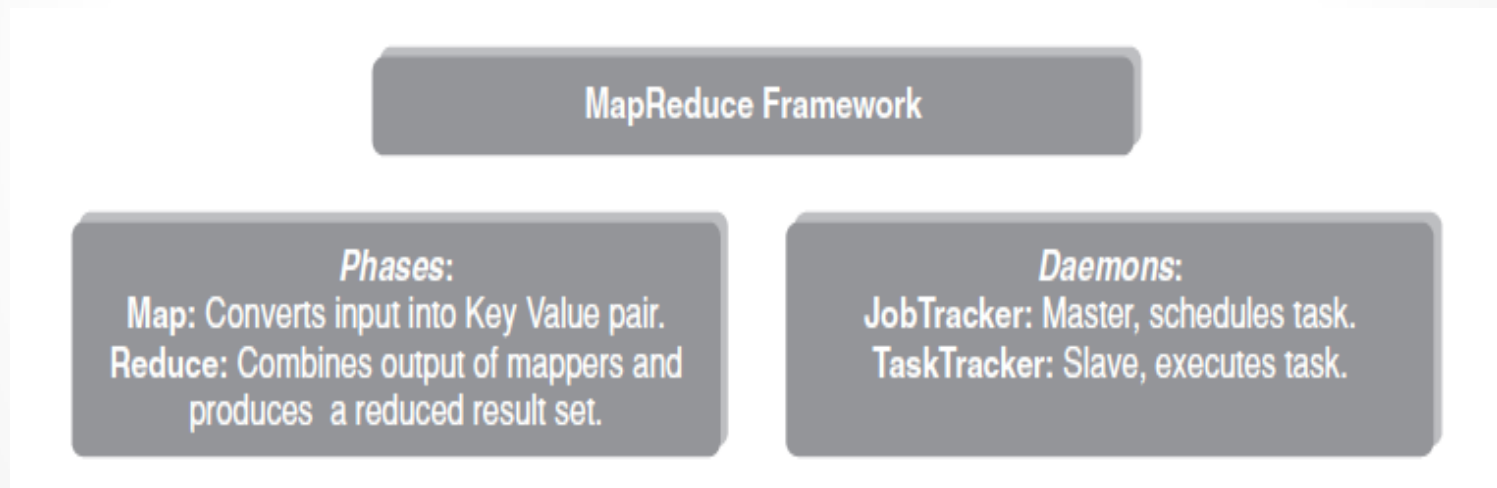 MapReduce Framework
Phases:
Map: Converts input into Key Value pair.
Reduce: Combines output of mappers and
produces a reduced result set.
Daemons:
JobTracker: Master, schedules task.
TaskTracker: Slave, executes task.